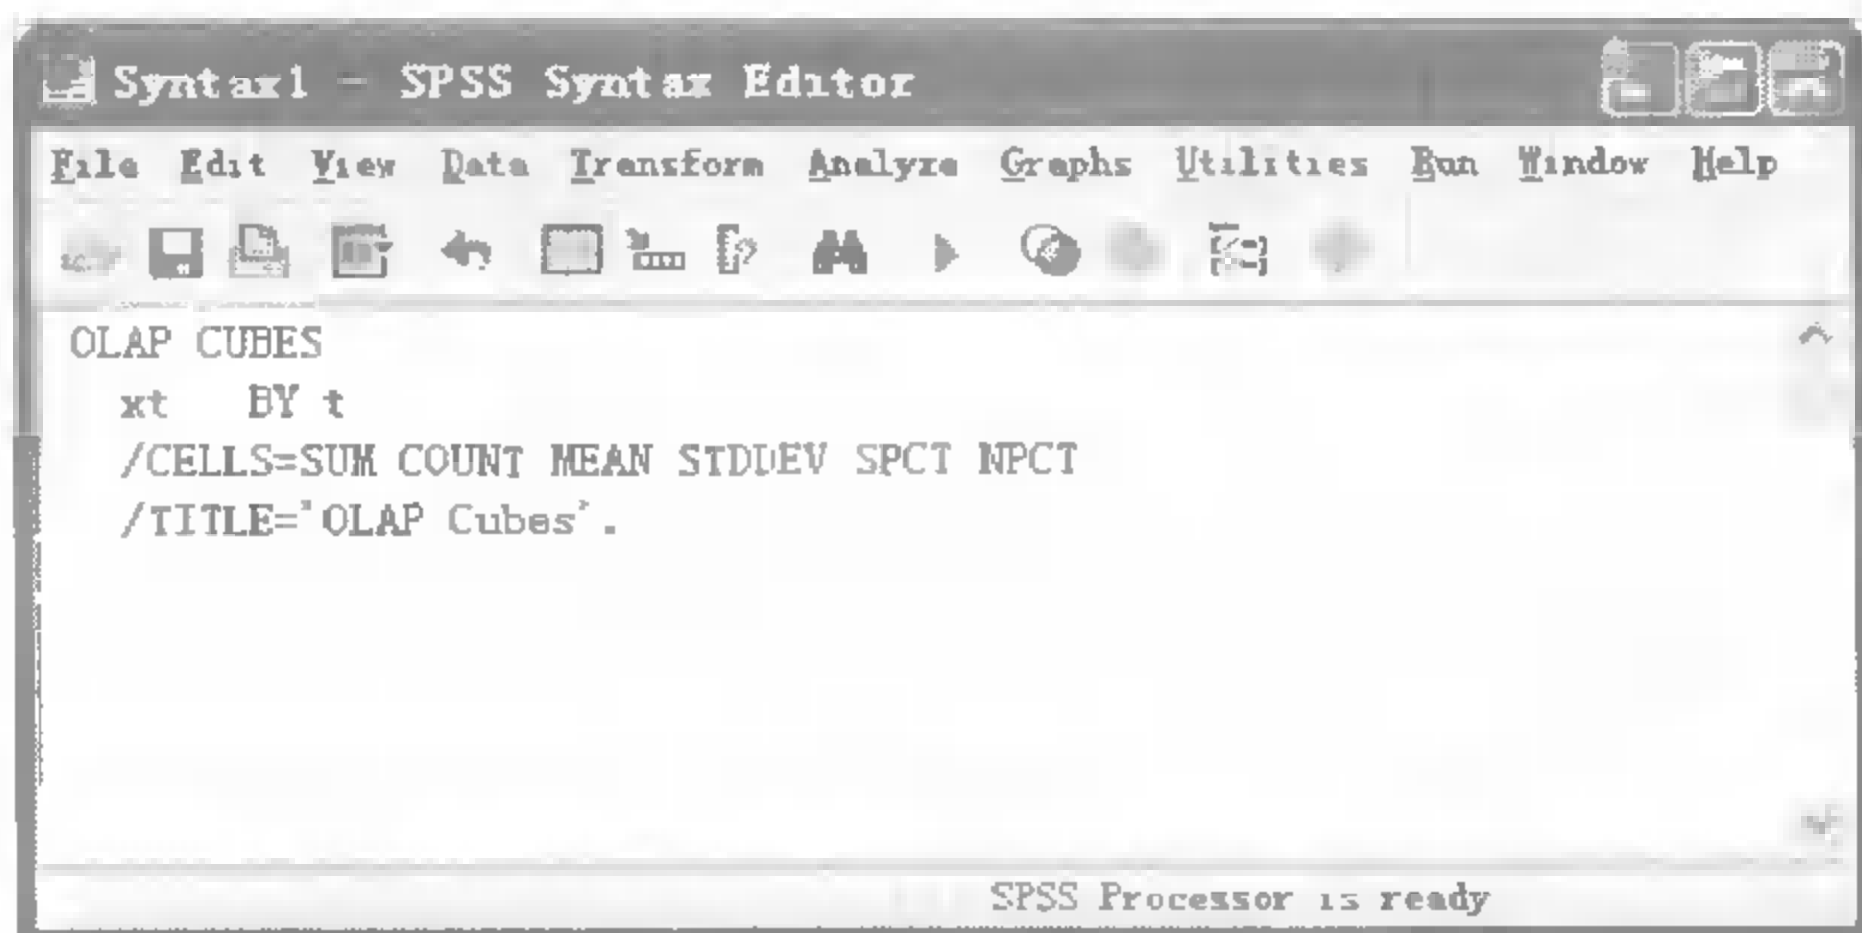 Syntax1 - SPSS Syntax Editor
File Edit View Data Transform Analyze Graphs Utilities Run Window Help
OLAP CUBES
xt BY t
/CELLS=SUM COUNT MEAN STDDEV SPCT NPCT
/TITLE='OLAP Cubes'.
SPSS Processor is ready